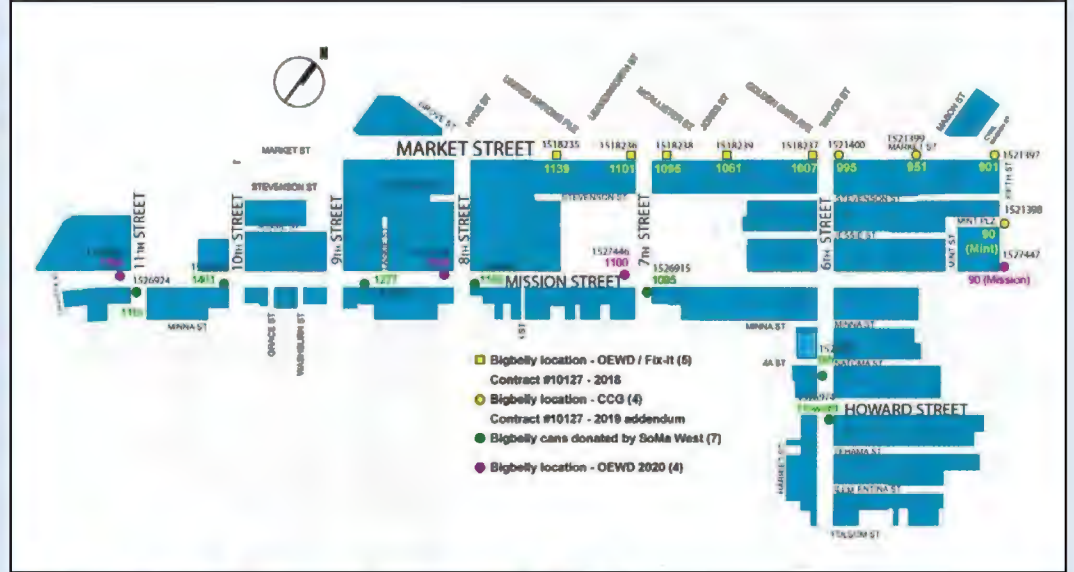 N
GROVE ST
HYDE ST
UNITED NATIONS PLZ
LEAVENWORTH ST
MCALLISTER ST
JONES ST
GOLDEN GATE AVE
TAYLOR ST
MASON ST
MARKET ST
MARKET STREET
1518235
1518236
1518238
1518239
1518237
1521400
1521399
MARKET ST
1521397
1139
1101
1095
1061
1007
995
951
901
FIFTH ST
STEVENSON ST
STEVENSON ST
STEVENSON ST
11TH STREET
10TH STREET
9TH STREET
8TH STREET
7TH STREET
6TH STREET
JESSIE ST
MINT ST
MINT PLZ
1521398
90
(Mint)
1527446
1100
1527447
90 (Mission)
1526924
1277
MISSION STREET
1526915
1085
MINNA ST
GRACE ST
WASHBURN ST
MINNA ST
MINNA ST
NATOMA ST
HOWARD STREET
HARRIET ST
FOLSOM ST
Bigbelly location - OEWD / Fix-It (5)
Contract #10127 - 2018
Bigbelly location - CCG (4)
Contract #10127 - 2019 addendum
Bigbelly cans donated by SoMa West (7)
Bigbelly location - OEWD 2020 (4)